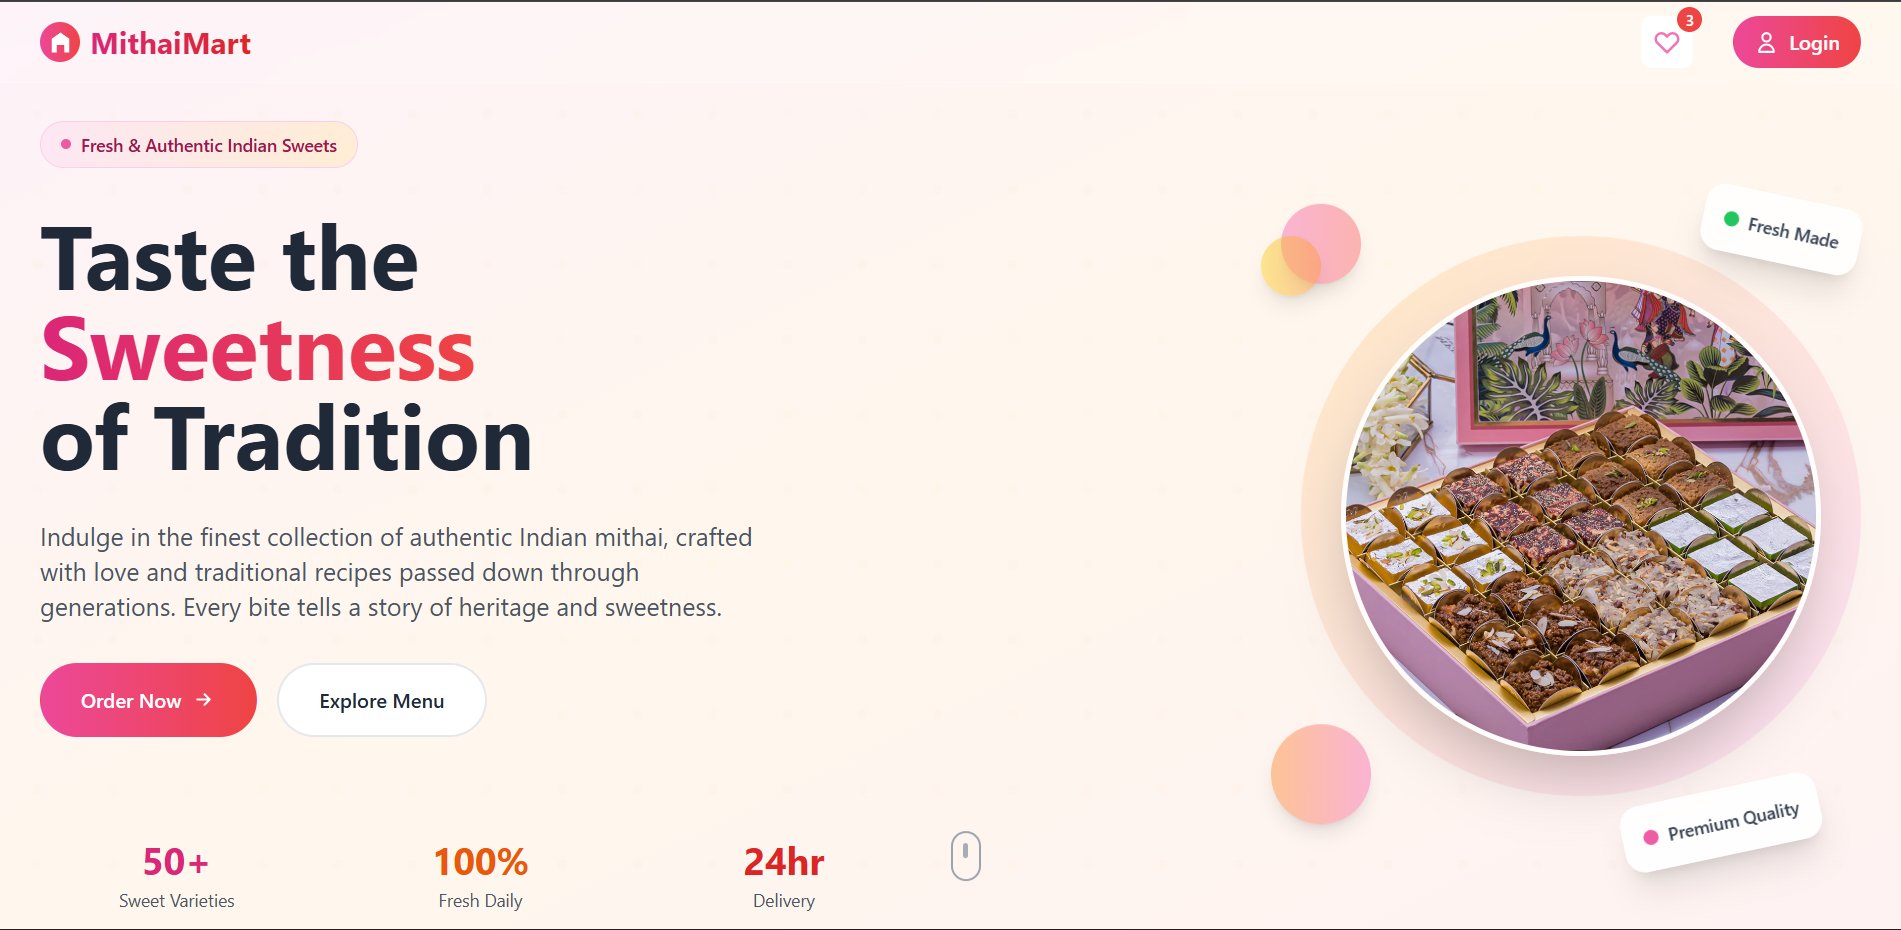 MithaiMart
3
Login
Fresh & Authentic Indian Sweets
Taste the
Sweetness
of Tradition
Indulge in the finest collection of authentic Indian mithai, crafted
with love and traditional recipes passed down through
generations. Every bite tells a story of heritage and sweetness.
Order Now →
Explore Menu
50+
Sweet Varieties
100%
Fresh Daily
24hr
Delivery
Fresh Made
Premium Quality